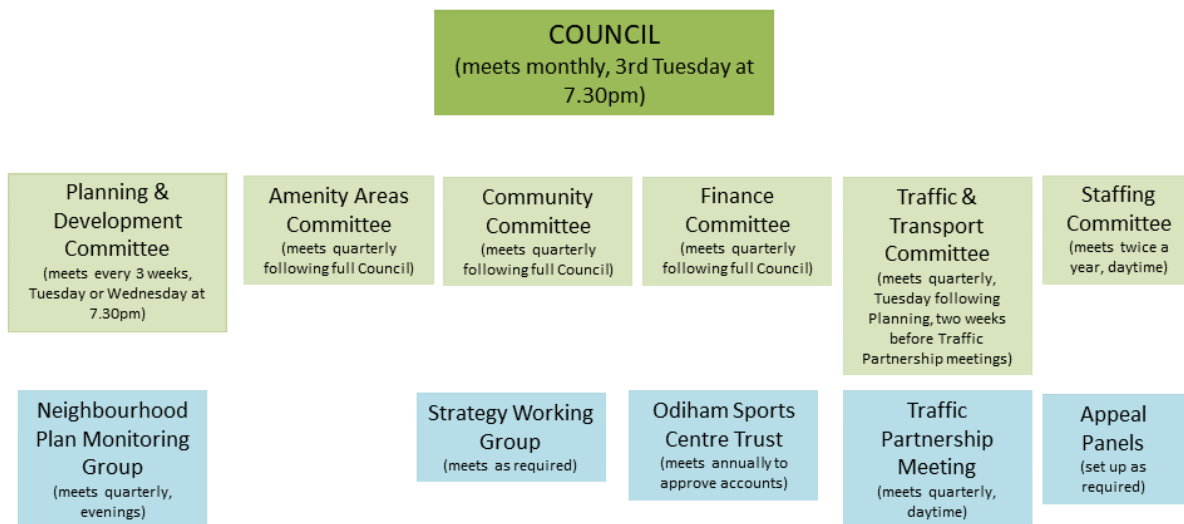 COUNCIL
(meets monthly, 3rd Tuesday at
7.30pm)
Planning &
Development
Committee
(meets every 3 weeks,
Tuesday or Wednesday at
7.30pm)
Amenity Areas
Committee
(meets quarterly
following full Council)
Community
Committee
(meets quarterly
following full Council)
Finance
Committee
(meets quarterly
following full Council)
Traffic &
Transport
Committee
(meets quarterly,
Tuesday following
Planning, two weeks
before Traffic
Partnership meetings)
Staffing
Committee
(meets twice a
year, daytime)
Neighbourhood
Plan Monitoring
Group
(meets quarterly,
evenings)
Strategy Working
Group
(meets as required)
Odiham Sports
Centre Trust
(meets annually to
approve accounts)
Traffic
Partnership
Meeting
(meets quarterly,
daytime)
Appeal
Panels
(set up as
required)